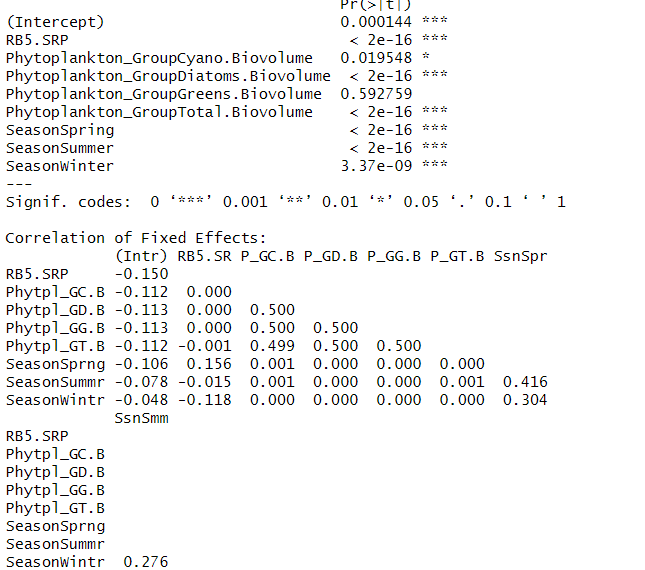 Pr(>|t|)
(Intercept) 0.000144 ***
RB5.SRP < 2e-16 ***
Phytoplankton_GroupCyano.Biovolume 0.019548 *
Phytoplankton_GroupDiatoms.Biovolume < 2e-16 ***
Phytoplankton_GroupGreens.Biovolume 0.592759
Phytoplankton_GroupTotal.Biovolume < 2e-16 ***
SeasonSpring < 2e-16 ***
SeasonSummer < 2e-16 ***
SeasonWinter 3.37e-09 ***
---
Signif. codes: 0 ‘***’ 0.001 ‘**’ 0.01 ‘*’ 0.05 ‘.’ 0.1 ‘ ’ 1
Correlation of Fixed Effects:
(Intr) RB5.SR P_GC.B P_GD.B P_GG.B P_GT.B SsnSpr
RB5.SRP -0.150
Phytpl_GC.B -0.112 0.000
Phytpl_GD.B -0.113 0.000 0.500
Phytpl_GG.B -0.113 0.000 0.500 0.500
Phytpl_GT.B -0.112 -0.001 0.499 0.500 0.500
SeasonSprng -0.106 0.156 0.001 0.000 0.000 0.000
SeasonSummr -0.078 -0.015 0.001 0.000 0.000 0.001 0.416
SeasonWintr -0.048 -0.118 0.000 0.000 0.000 0.000 0.304
SsnSmm
RB5.SRP
Phytpl_GC.B
Phytpl_GD.B
Phytpl_GG.B
Phytpl_GT.B
SeasonSprng
SeasonSummr
SeasonWintr 0.276